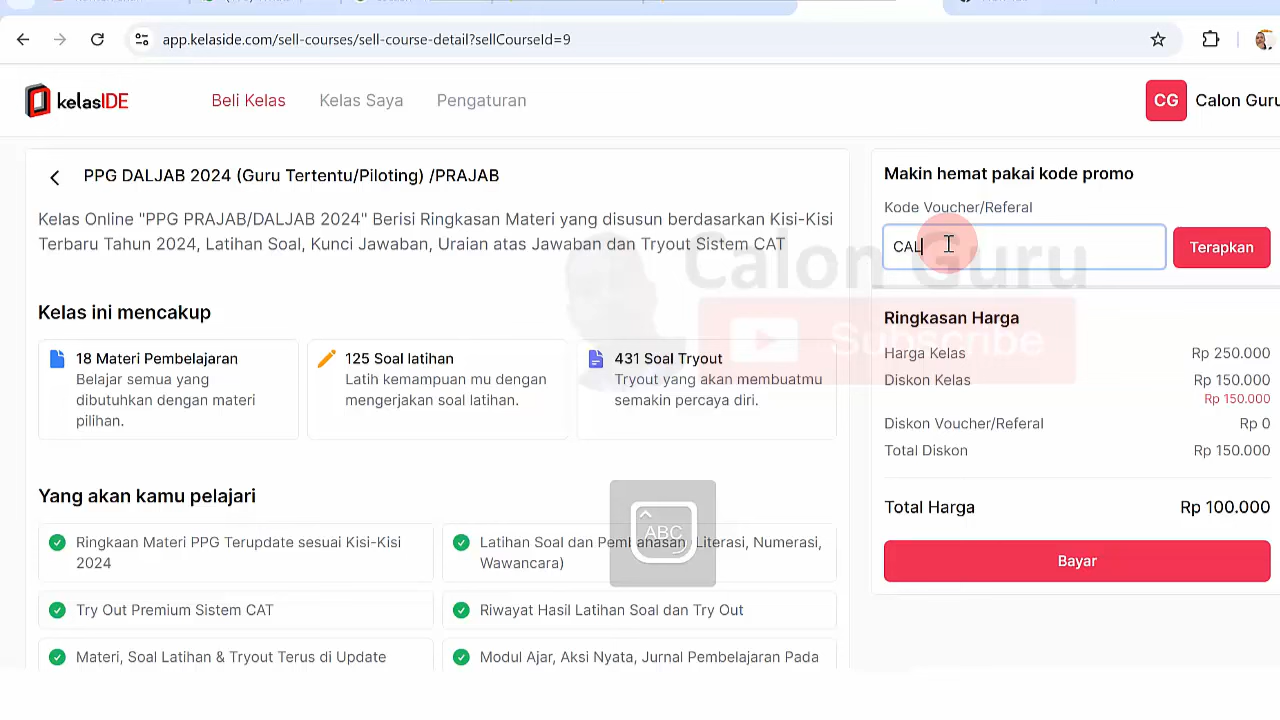 app.kelaside.com/sell-courses/sell-course-detail?sellCourseId=9
kelasIDE
Beli Kelas
Kelas Saya
Pengaturan
CG
Calon Guru
PPG DALJAB 2024 (Guru Tertentu/Piloting) /PRAJAB
Kelas Online "PPG PRAJAB/DALJAB 2024" Berisi Ringkasan Materi yang disusun berdasarkan Kisi-Kisi
Terbaru Tahun 2024, Latihan Soal, Kunci Jawaban, Uraian atas Jawaban dan Tryout Sistem CAT
Kelas ini mencakup
18 Materi Pembelajaran
Belajar semua yang
dibutuhkan dengan materi
pilihan.
125 Soal latihan
Latih kemampuan mu dengan
mengerjakan soal latihan.
431 Soal Tryout
Tryout yang akan membuatmu
semakin percaya diri.
Yang akan kamu pelajari
Ringkaan Materi PPG Terupdate sesuai Kisi-Kisi
2024
Latihan Soal dan Pembahasan (Literasi, Numerasi,
Wawancara)
Try Out Premium Sistem CAT
Riwayat Hasil Latihan Soal dan Try Out
Materi, Soal Latihan & Tryout Terus di Update
Modul Ajar, Aksi Nyata, Jurnal Pembelajaran Pada
ABC
Makin hemat pakai kode promo
Kode Voucher/Referal
CAL
Terapkan
Calon Guru
Subscribe
Ringkasan Harga
Harga Kelas Rp 250.000
Diskon Kelas Rp 150.000
Rp 150.000
Diskon Voucher/Referal Rp 0
Total Diskon Rp 150.000
Total Harga Rp 100.000
Bayar